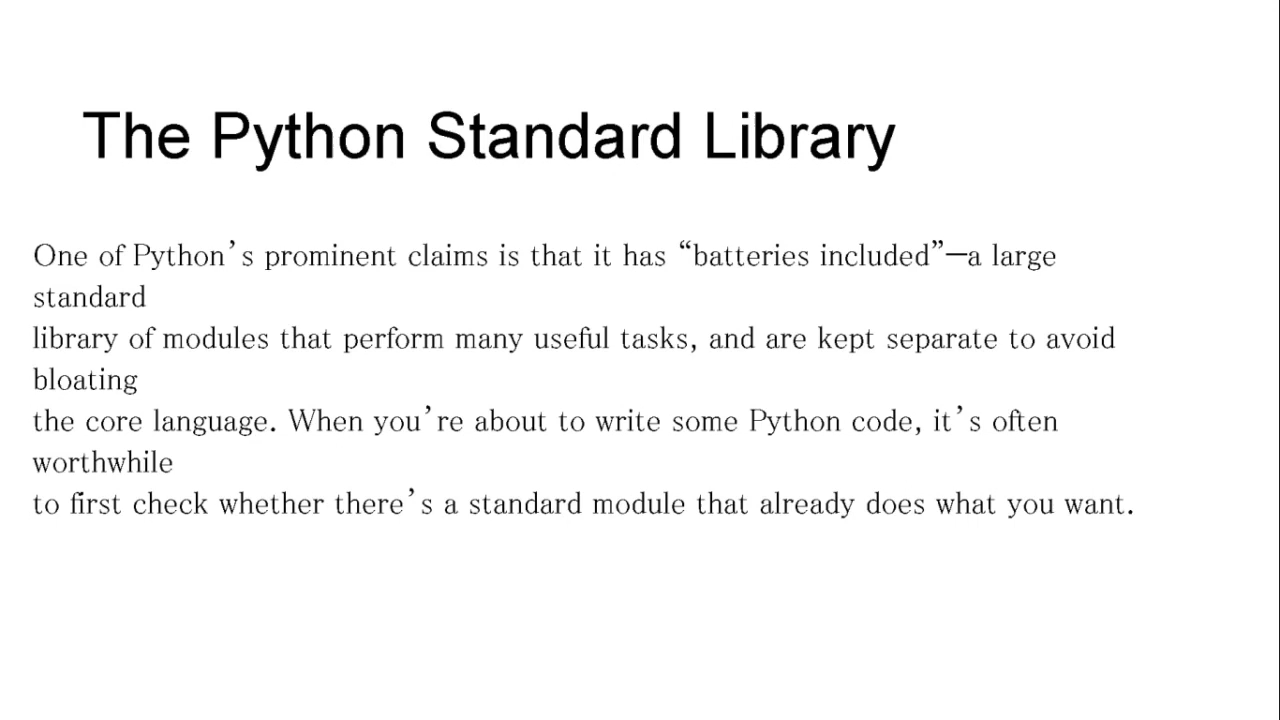 The Python Standard Library
One of Python’s prominent claims is that it has “batteries included”—a large
standard
library of modules that perform many useful tasks, and are kept separate to avoid
bloating
the core language. When you’re about to write some Python code, it’s often
worthwhile
to first check whether there’s a standard module that already does what you want.